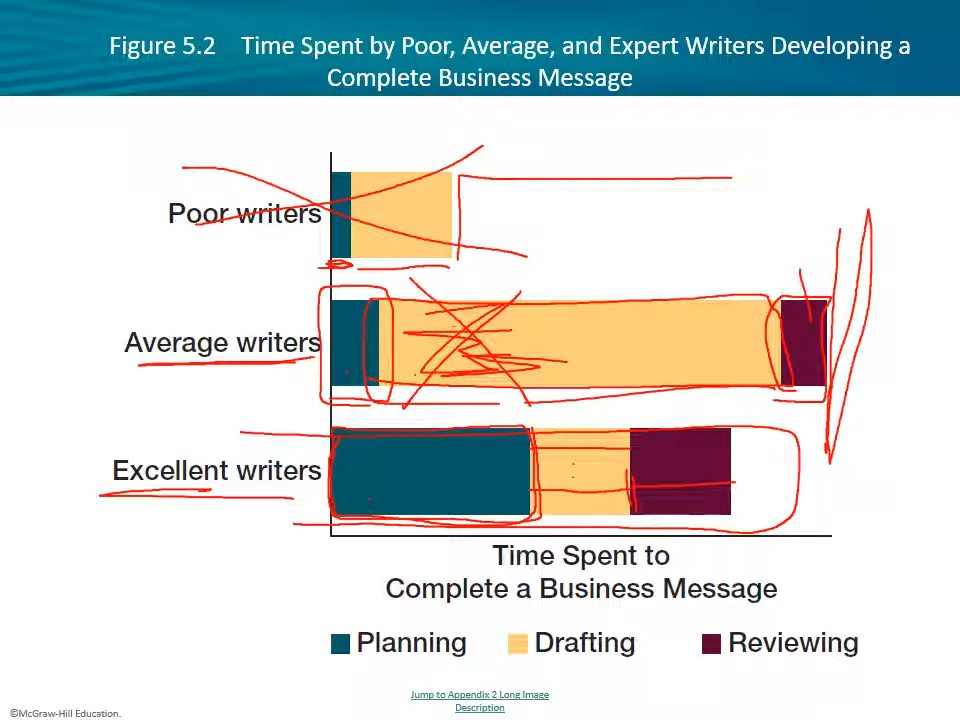 Figure 5.2 Time Spent by Poor, Average, and Expert Writers Developing a
Complete Business Message
Poor writers
Average writers
Excellent writers
Time Spent to
Complete a Business Message
Planning Drafting Reviewing
Jump to Appendix 2 Long Image
Description
©McGraw-Hill Education.